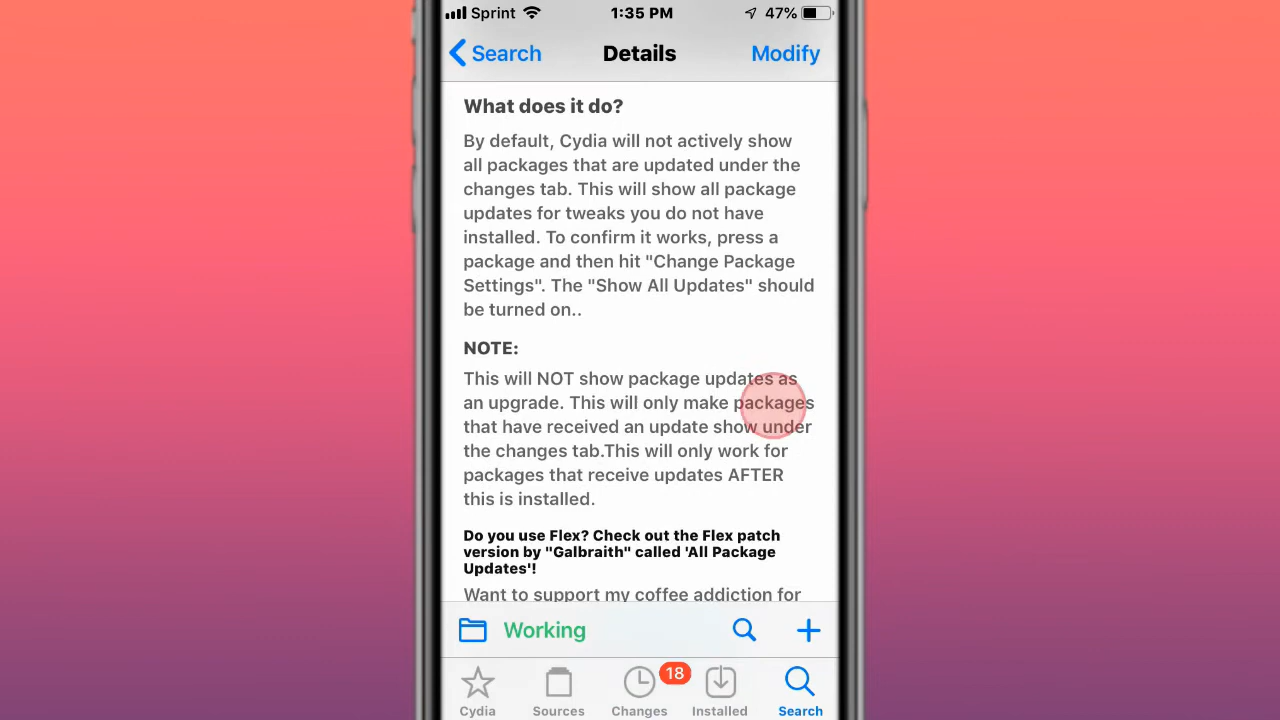 Sprint 1:35 PM 47%
Search Details Modify
What does it do?
By default, Cydia will not actively show
all packages that are updated under the
changes tab. This will show all package
updates for tweaks you do not have
installed. To confirm it works, press a
package and then hit "Change Package
Settings". The "Show All Updates" should
be turned on..
NOTE:
This will NOT show package updates as
an upgrade. This will only make packages
that have received an update show under
the changes tab.This will only work for
packages that receive updates AFTER
this is installed.
Do you use Flex? Check out the Flex patch
version by "Galbraith" called 'All Package
Updates'!
Want to support my coffee addiction for
Working
18
Cydia Sources Changes Installed Search